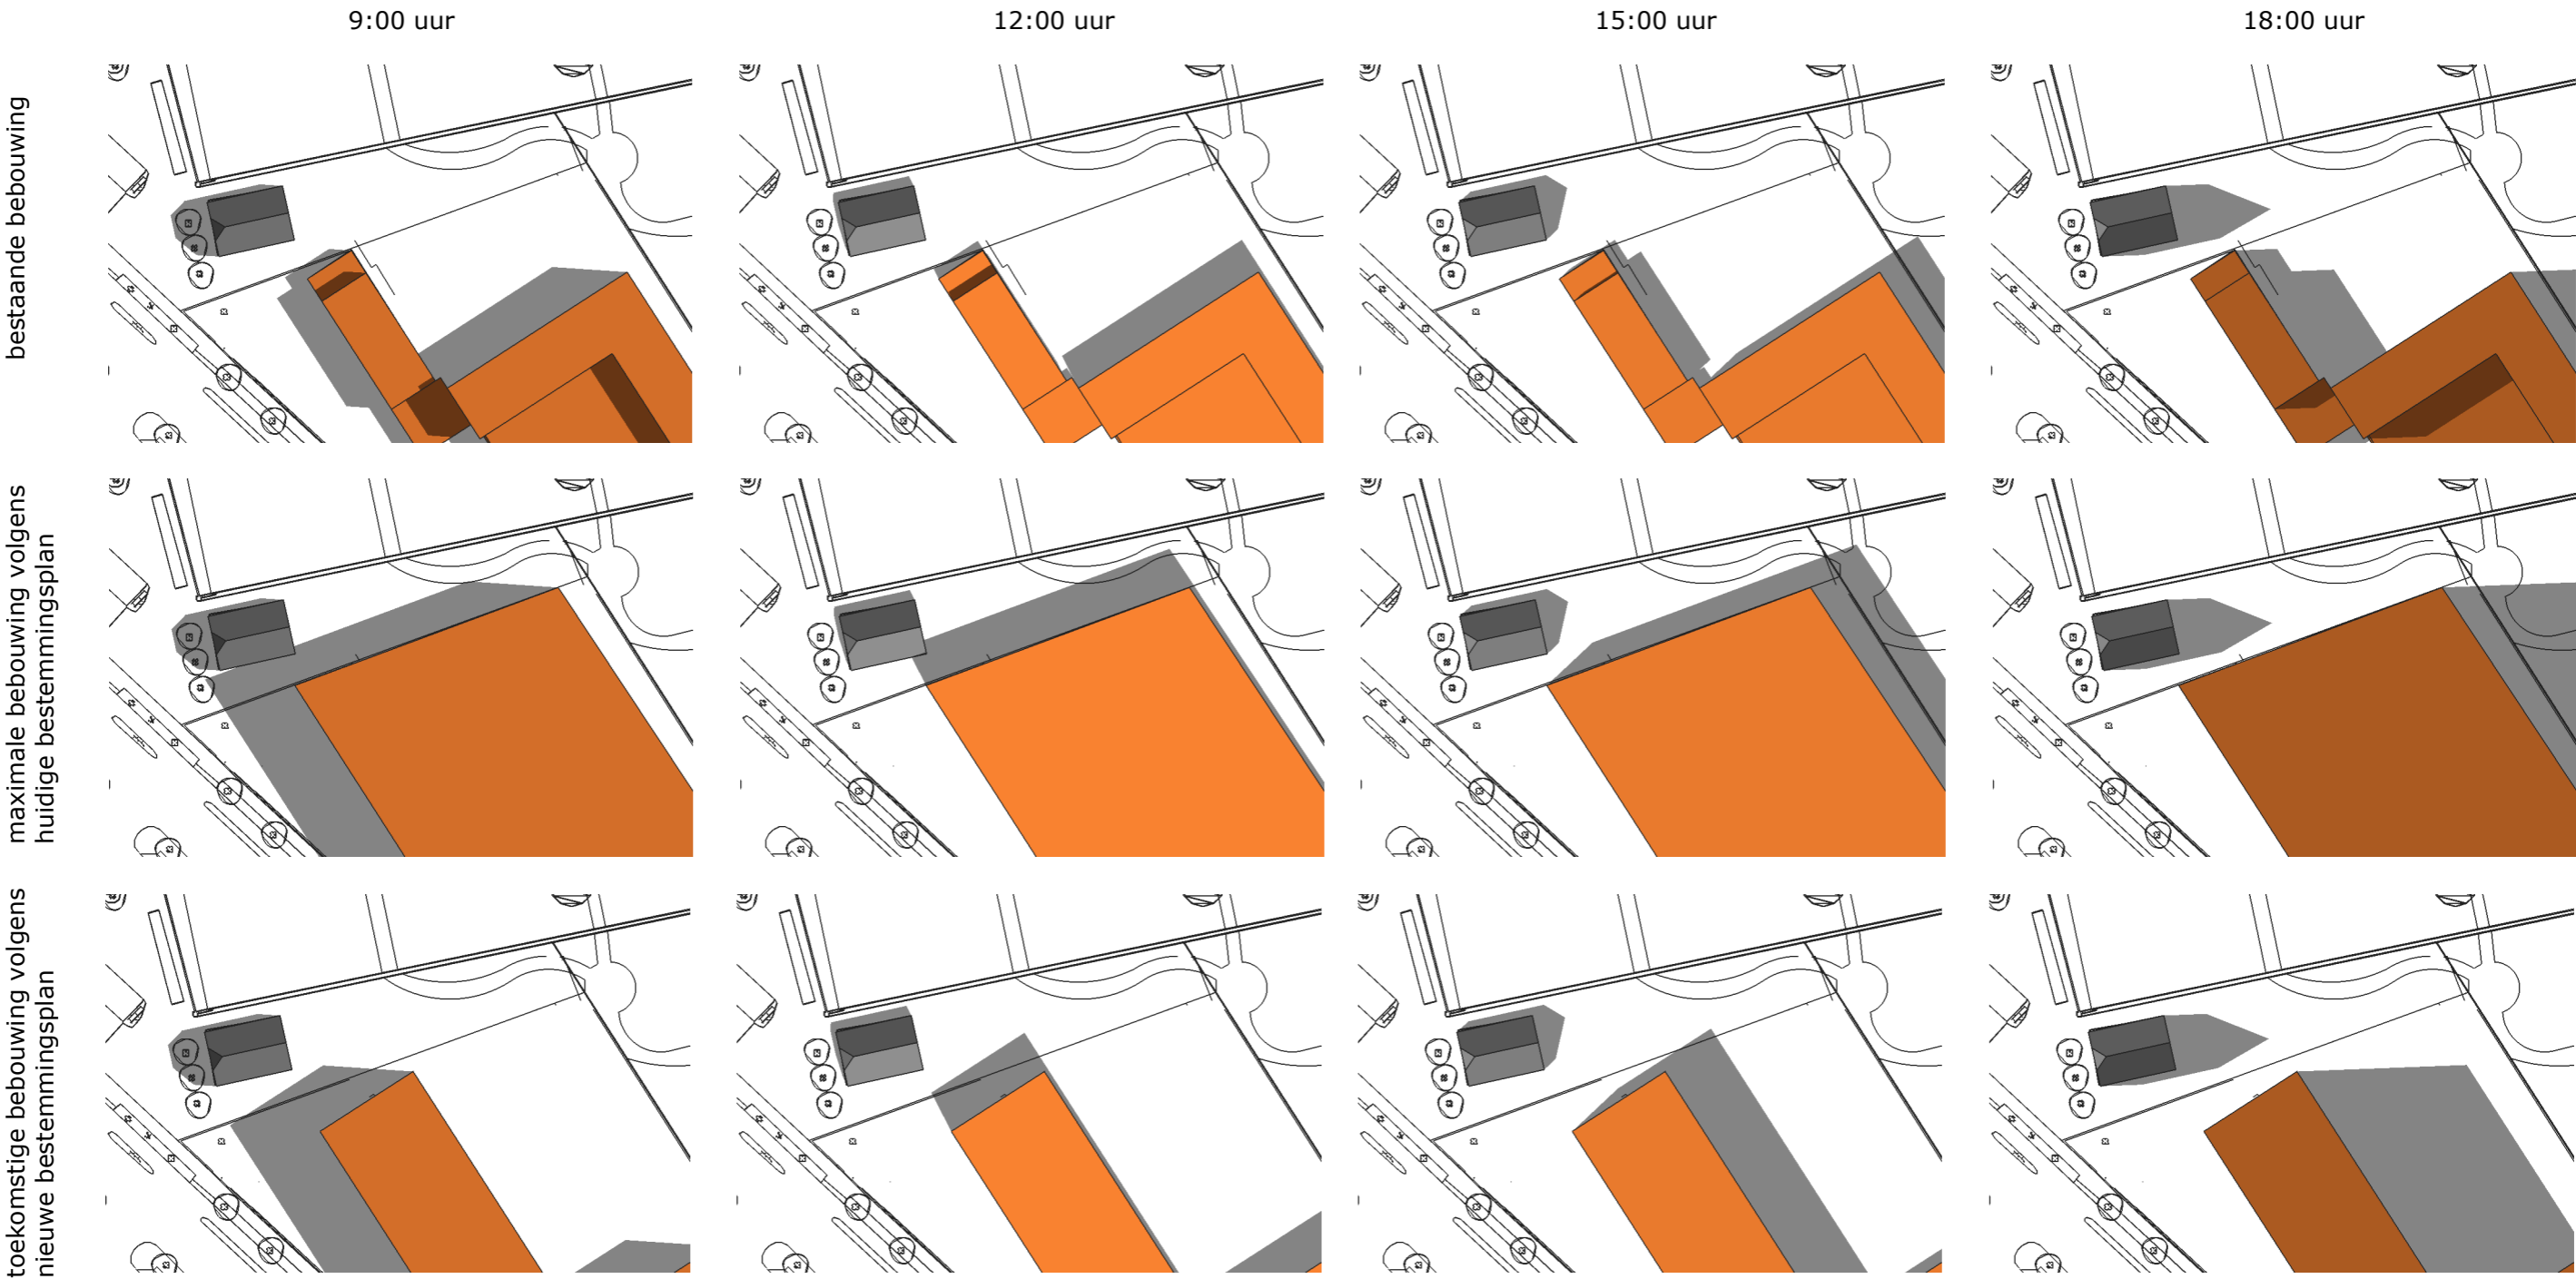 9:00 uur
12:00 uur
15:00 uur
18:00 uur
bestaande bebouwing
maximale bebouwing volgens
huidige bestemmingsplan
toekomstige bebouwing volgens
nieuwe bestemmingsplan